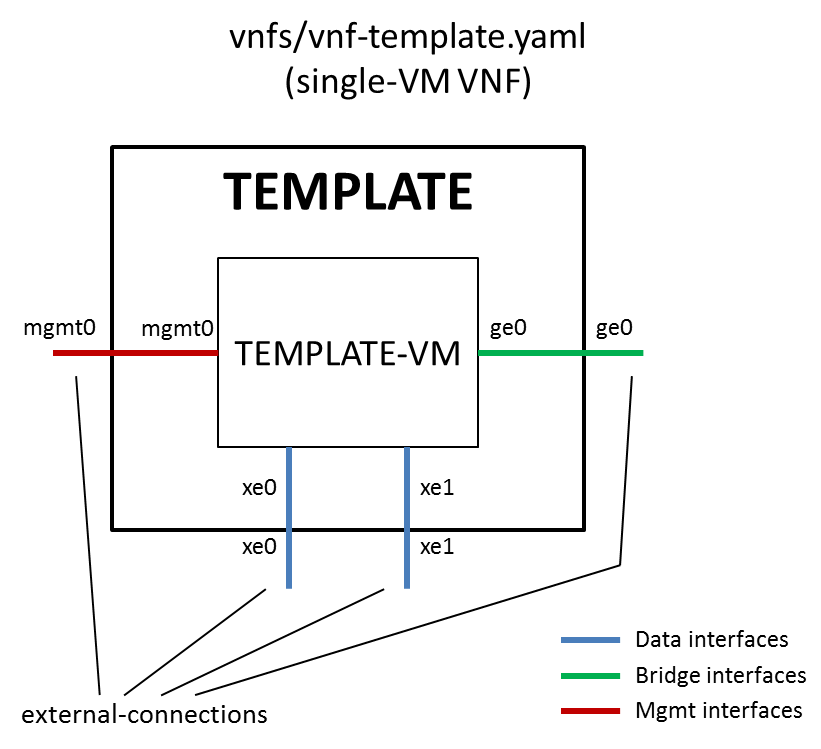 vnfs/vnf-template.yaml
(single-VM VNF)
TEMPLATE
mgmt0
mgmt0
ge0
ge0
TEMPLATE-VM
xe0
xe1
xe0
xe1
Data interfaces
Bridge interfaces
Mgmt interfaces
external-connections